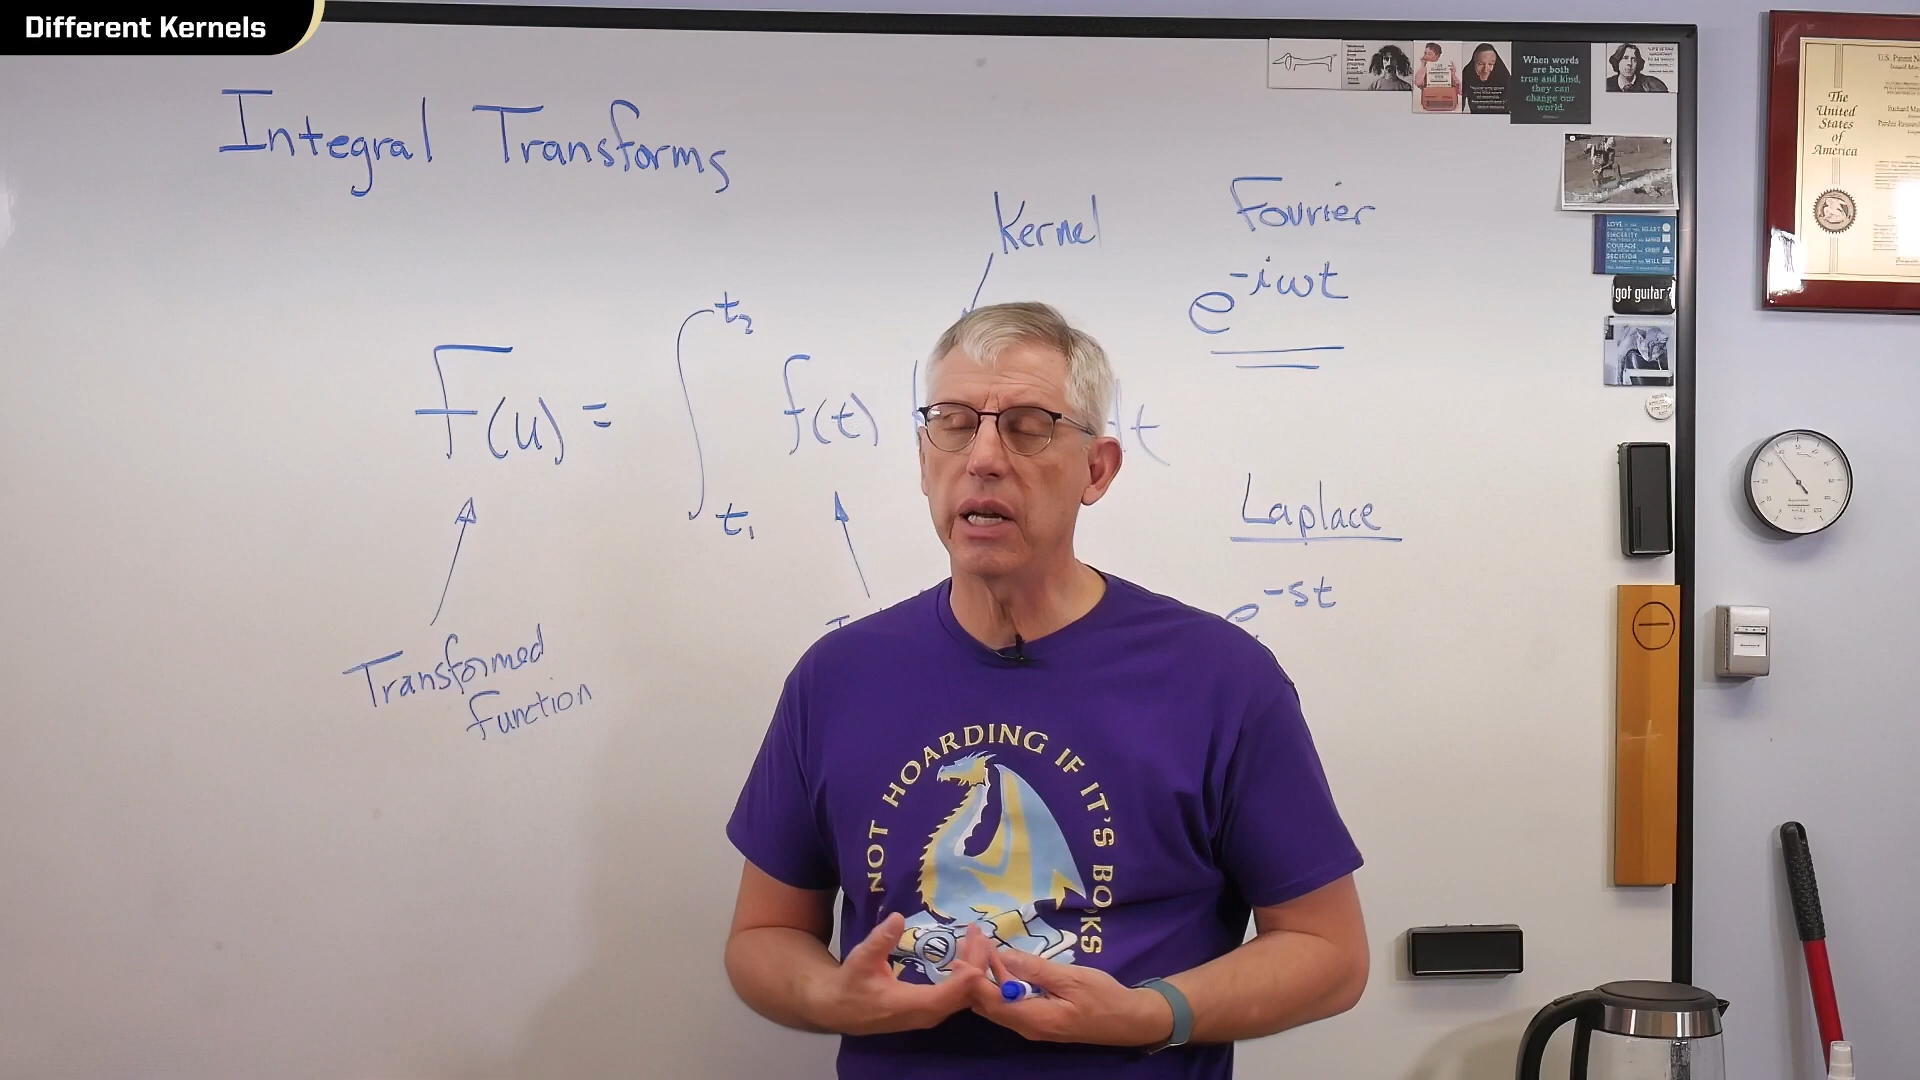 Different Kernels
Integral Transforms
Kernel
Fourier
e^-iωt
t₂
F(u) = ∫ f(t) dt
t₁
Laplace
e^-st
Transformed
function
NOT HOARDING IF IT'S BOOKS
When words
are both
true and kind,
they can
change our
world.
got guitar?
The
United
States
of
America